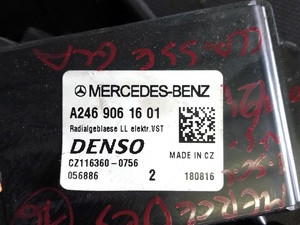 MERCEDES-BENZ
A246 906 16 01
Radialgeblaese LL elektr.VST
DENSO
MADE IN CZ
CZ116360-0756
056886 2 180816